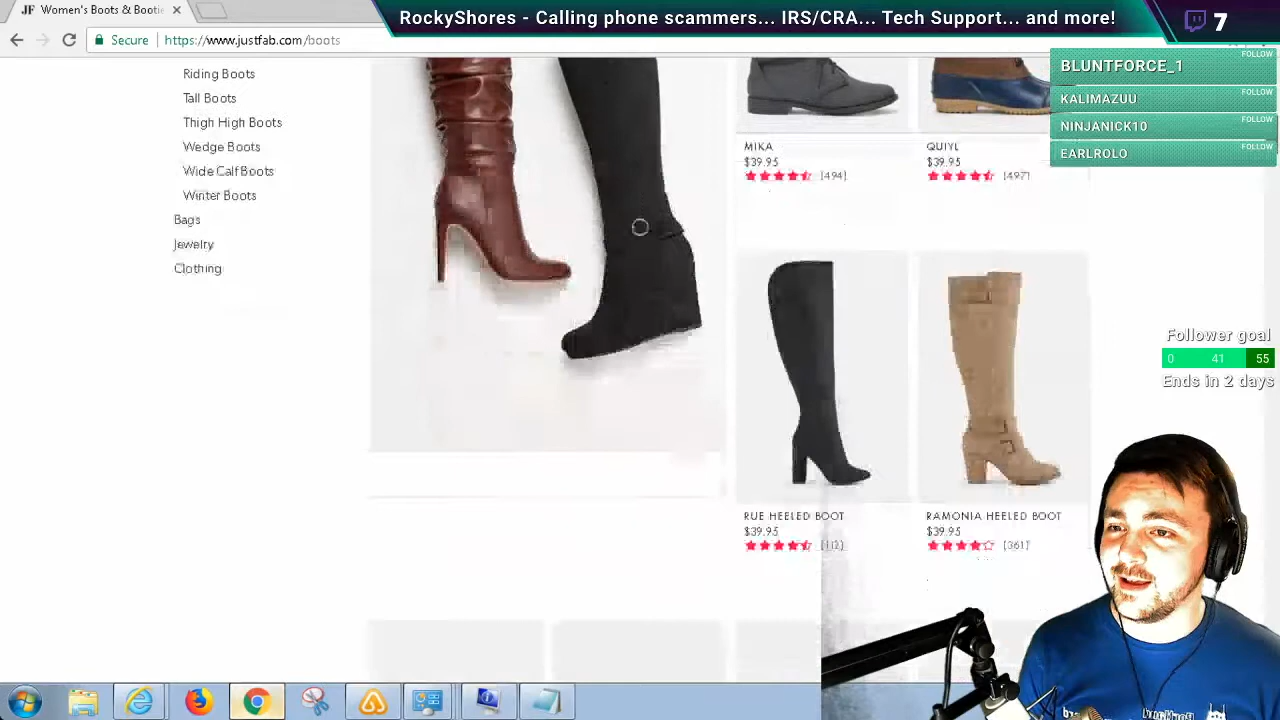 JF Women's Boots & Bootie
RockyShores - Calling phone scammers... IRS/CRA... Tech Support... and more!
7
Secure
https://www.justfab.com/boots
FOLLOW
BLUNTFORCE_1
FOLLOW
KALIMAZUU
FOLLOW
NINJANICK10
FOLLOW
EARLROLO
Riding Boots
Tall Boots
Thigh High Boots
Wedge Boots
Wide Calf Boots
Winter Boots
Bags
Jewelry
Clothing
MIKA
$39.95
(494)
QUIYL
$39.95
(497)
RUE HEELED BOOT
$39.95
(112)
RAMONIA HEELED BOOT
$39.95
(361)
Follower goal
0 41 55
Ends in 2 days